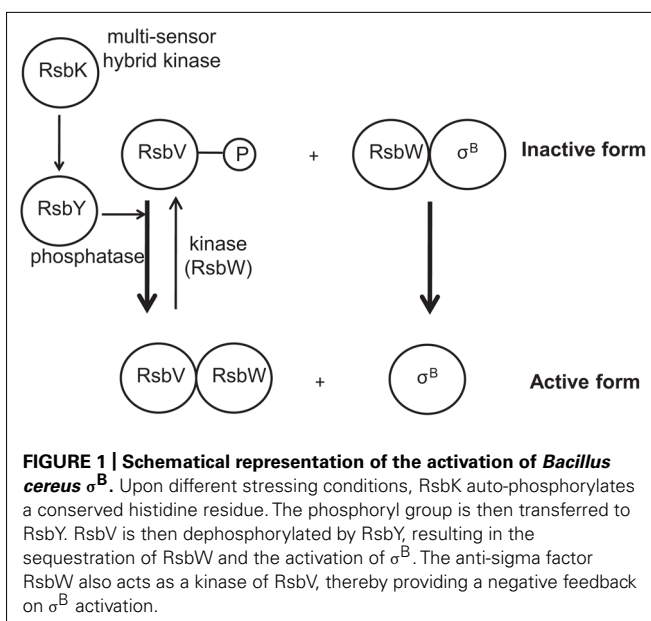 multi-sensor
hybrid kinase
RsbK
RsbV
P
+
RsbW
σB
Inactive form
RsbY
phosphatase
kinase
(RsbW)
RsbV
RsbW
+
σB
Active form
FIGURE 1 | Schematical representation of the activation of Bacillus
cereus σB. Upon different stressing conditions, RsbK auto-phosphorylates
a conserved histidine residue. The phosphoryl group is then transferred to
RsbY. RsbV is then dephosphorylated by RsbY, resulting in the
sequestration of RsbW and the activation of σB. The anti-sigma factor
RsbW also acts as a kinase of RsbV, thereby providing a negative feedback
on σB activation.